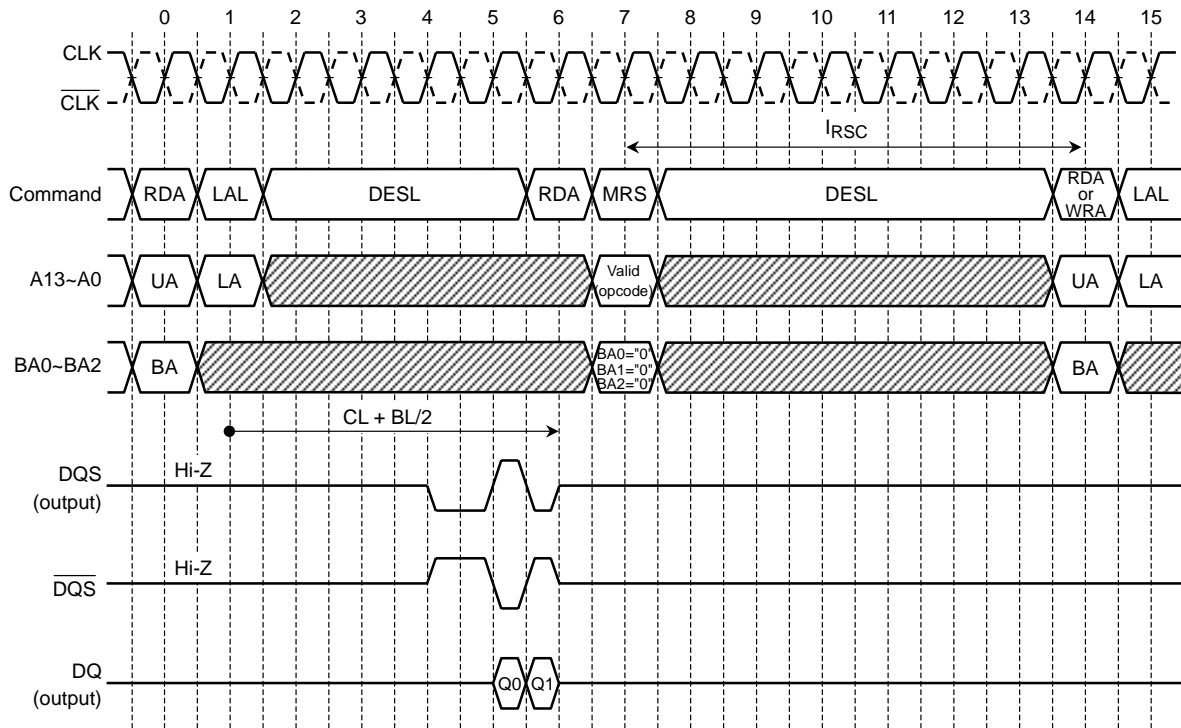 0 1 2 3 4 5 6 7 8 9 10 11 12 13 14 15
CLK
CLK
IRSC
Command RDA LAL DESL RDA MRS DESL RDA or WRA LAL
A13~A0 UA LA Valid (opcode) UA LA
BA0~BA2 BA BA0="0" BA1="0" BA2="0" BA
CL + BL/2
DQS Hi-Z
(output)
DQS Hi-Z
DQ
(output) Q0 Q1